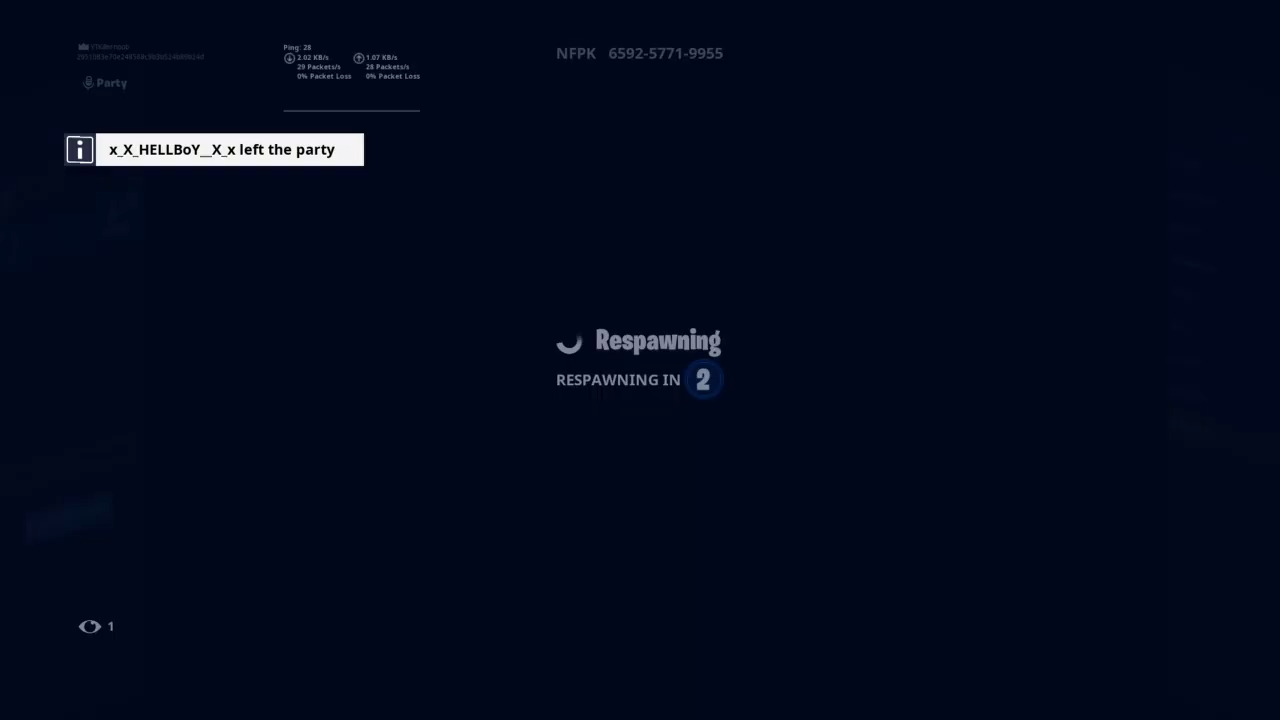 Ping: 28
2.02 KB/s 1.07 KB/s
29 Packets/s 28 Packets/s
0% Packet Loss 0% Packet Loss
NFPK 6592-5771-9955
Party
x_X_HELLBoY__X_x left the party
Respawning
RESPAWNING IN 2
1